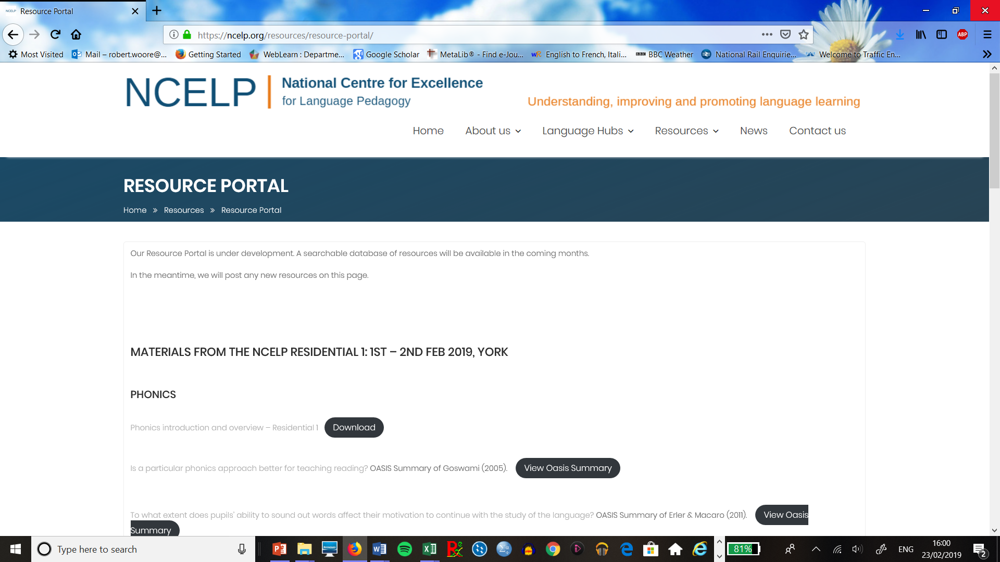 NCELP Resource Portal
https://ncelp.org/resources/resource-portal/
ABP
Most Visited Mail – robert.woore@... Getting Started WebLearn : Departme... Google Scholar MetaLib® - Find e-Jou... WR English to French, Itali... BBC BBC Weather National Rail Enquirie... Welcome to Traffic En...
NCELP National Centre for Excellence
for Language Pedagogy
Understanding, improving and promoting language learning
Home About us Language Hubs Resources News Contact us
RESOURCE PORTAL
Home » Resources » Resource Portal
Our Resource Portal is under development. A searchable database of resources will be available in the coming months.
In the meantime, we will post any new resources on this page.
MATERIALS FROM THE NCELP RESIDENTIAL 1: 1ST – 2ND FEB 2019, YORK
PHONICS
Phonics introduction and overview – Residential 1 Download
Is a particular phonics approach better for teaching reading? OASIS Summary of Goswami (2005). View Oasis Summary
To what extent does pupils' ability to sound out words affect their motivation to continue with the study of the language? OASIS Summary of Erler & Macaro (2011). View Oasis
Summary
Type here to search
81%
ENG
16:00
23/02/2019
2